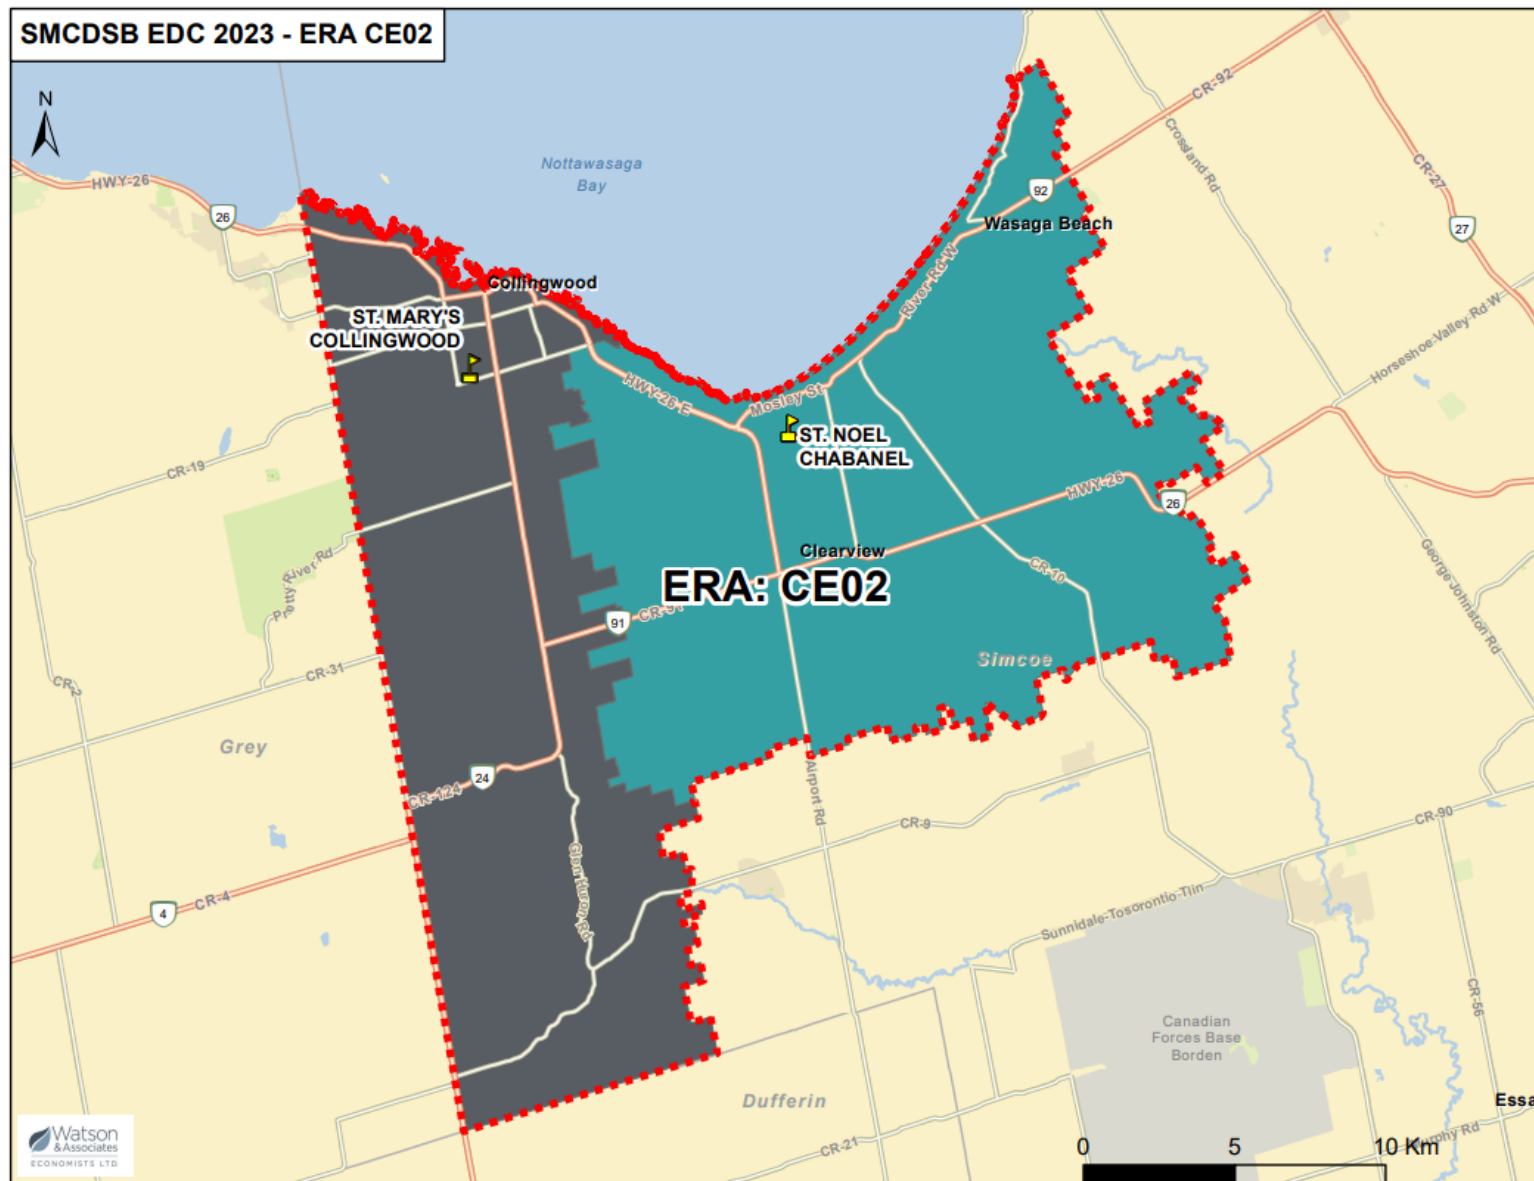 SMCDSB EDC 2023 - ERA CE02
N
HWY-26
26
Nottawasaga
Bay
CR-92
92
Crossland Rd
CR-27
27
Wasaga Beach
River Rd W
Horseshoe Valley Rd W
Collingwood
ST. MARY'S
COLLINGWOOD
HWY-26 E
Mosley St
ST. NOEL
CHABANEL
CR-19
HWY-26
26
Clearview
ERA: CE02
CR-10
George Johnston Rd
Pretty River Rd
CR-91
91
Simcoe
CR-31
CR-2
Grey
24
CR-124
Airport Rd
CR-9
CR-90
Glen Huron Rd
4
CR-4
Sunnidale-Tosorontio Tlin
CR-56
Canadian
Forces Base
Borden
Dufferin
Essa
CR-21
Murphy Rd
Watson
& Associates
ECONOMISTS LTD.
0 5 10 Km